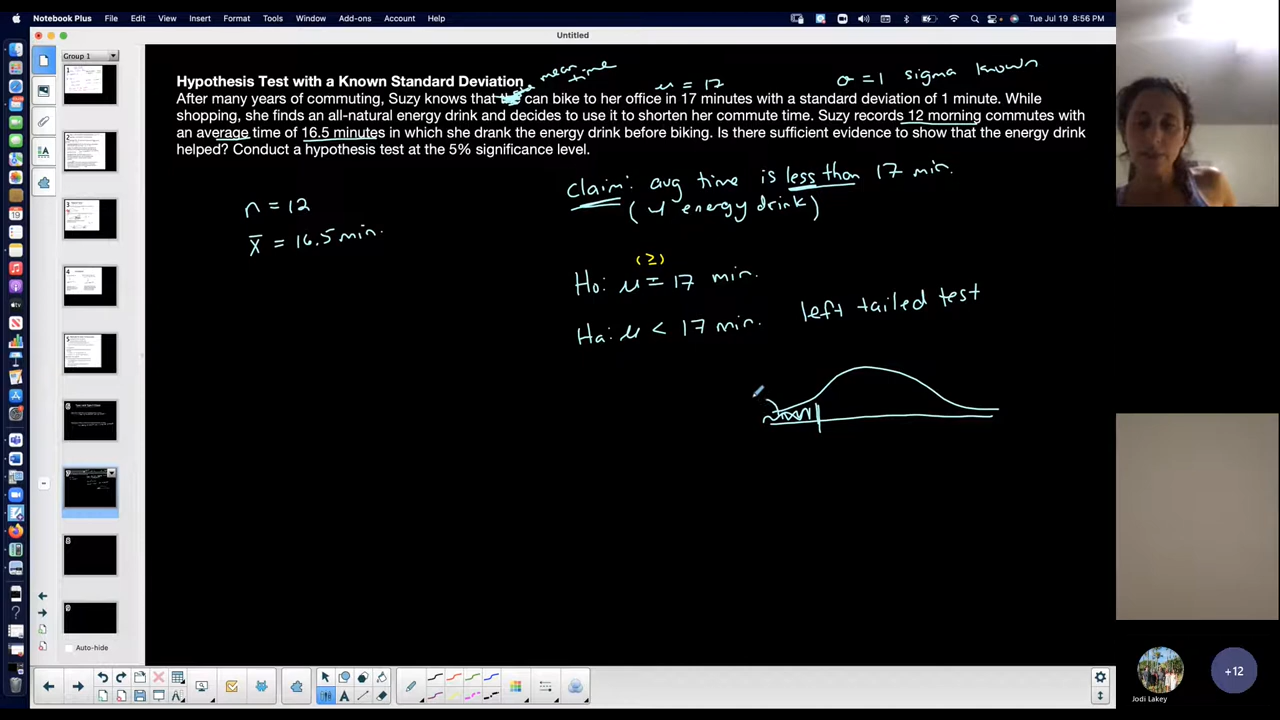 Notebook Plus File Edit View Insert Format Tools Window Add-ons Account Help Tue Jul 19 8:56 PM
Untitled
Group 1
Hypothesis Test with a Known Standard Deviation
mean time
μ = 17
σ = 1 sigma known
After many years of commuting, Suzy knows that can bike to her office in 17 minutes with a standard deviation of 1 minute. While
shopping, she finds an all-natural energy drink and decides to use it to shorten her commute time. Suzy records 12 morning commutes with
an average time of 16.5 minutes in which she drank the energy drink before biking. Is there sufficient evidence to show that the energy drink
helped? Conduct a hypothesis test at the 5% significance level.
Claim: avg time is less than 17 min.
energy drink)
n = 12
x̄ = 16.5 min.
(≥)
Ho: μ = 17 min.
Ha: μ < 17 min.
left tailed test
Auto-hide
Jodi Lakey
+12